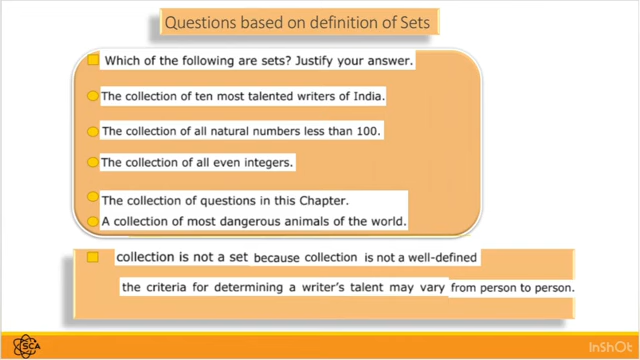 Questions based on definition of Sets
Which of the following are sets? Justify your answer.
The collection of ten most talented writers of India.
The collection of all natural numbers less than 100.
The collection of all even integers.
The collection of questions in this Chapter.
A collection of most dangerous animals of the world.
collection is not a set because collection is not a well-defined
the criteria for determining a writer's talent may vary from person to person.
SCA
InShOt